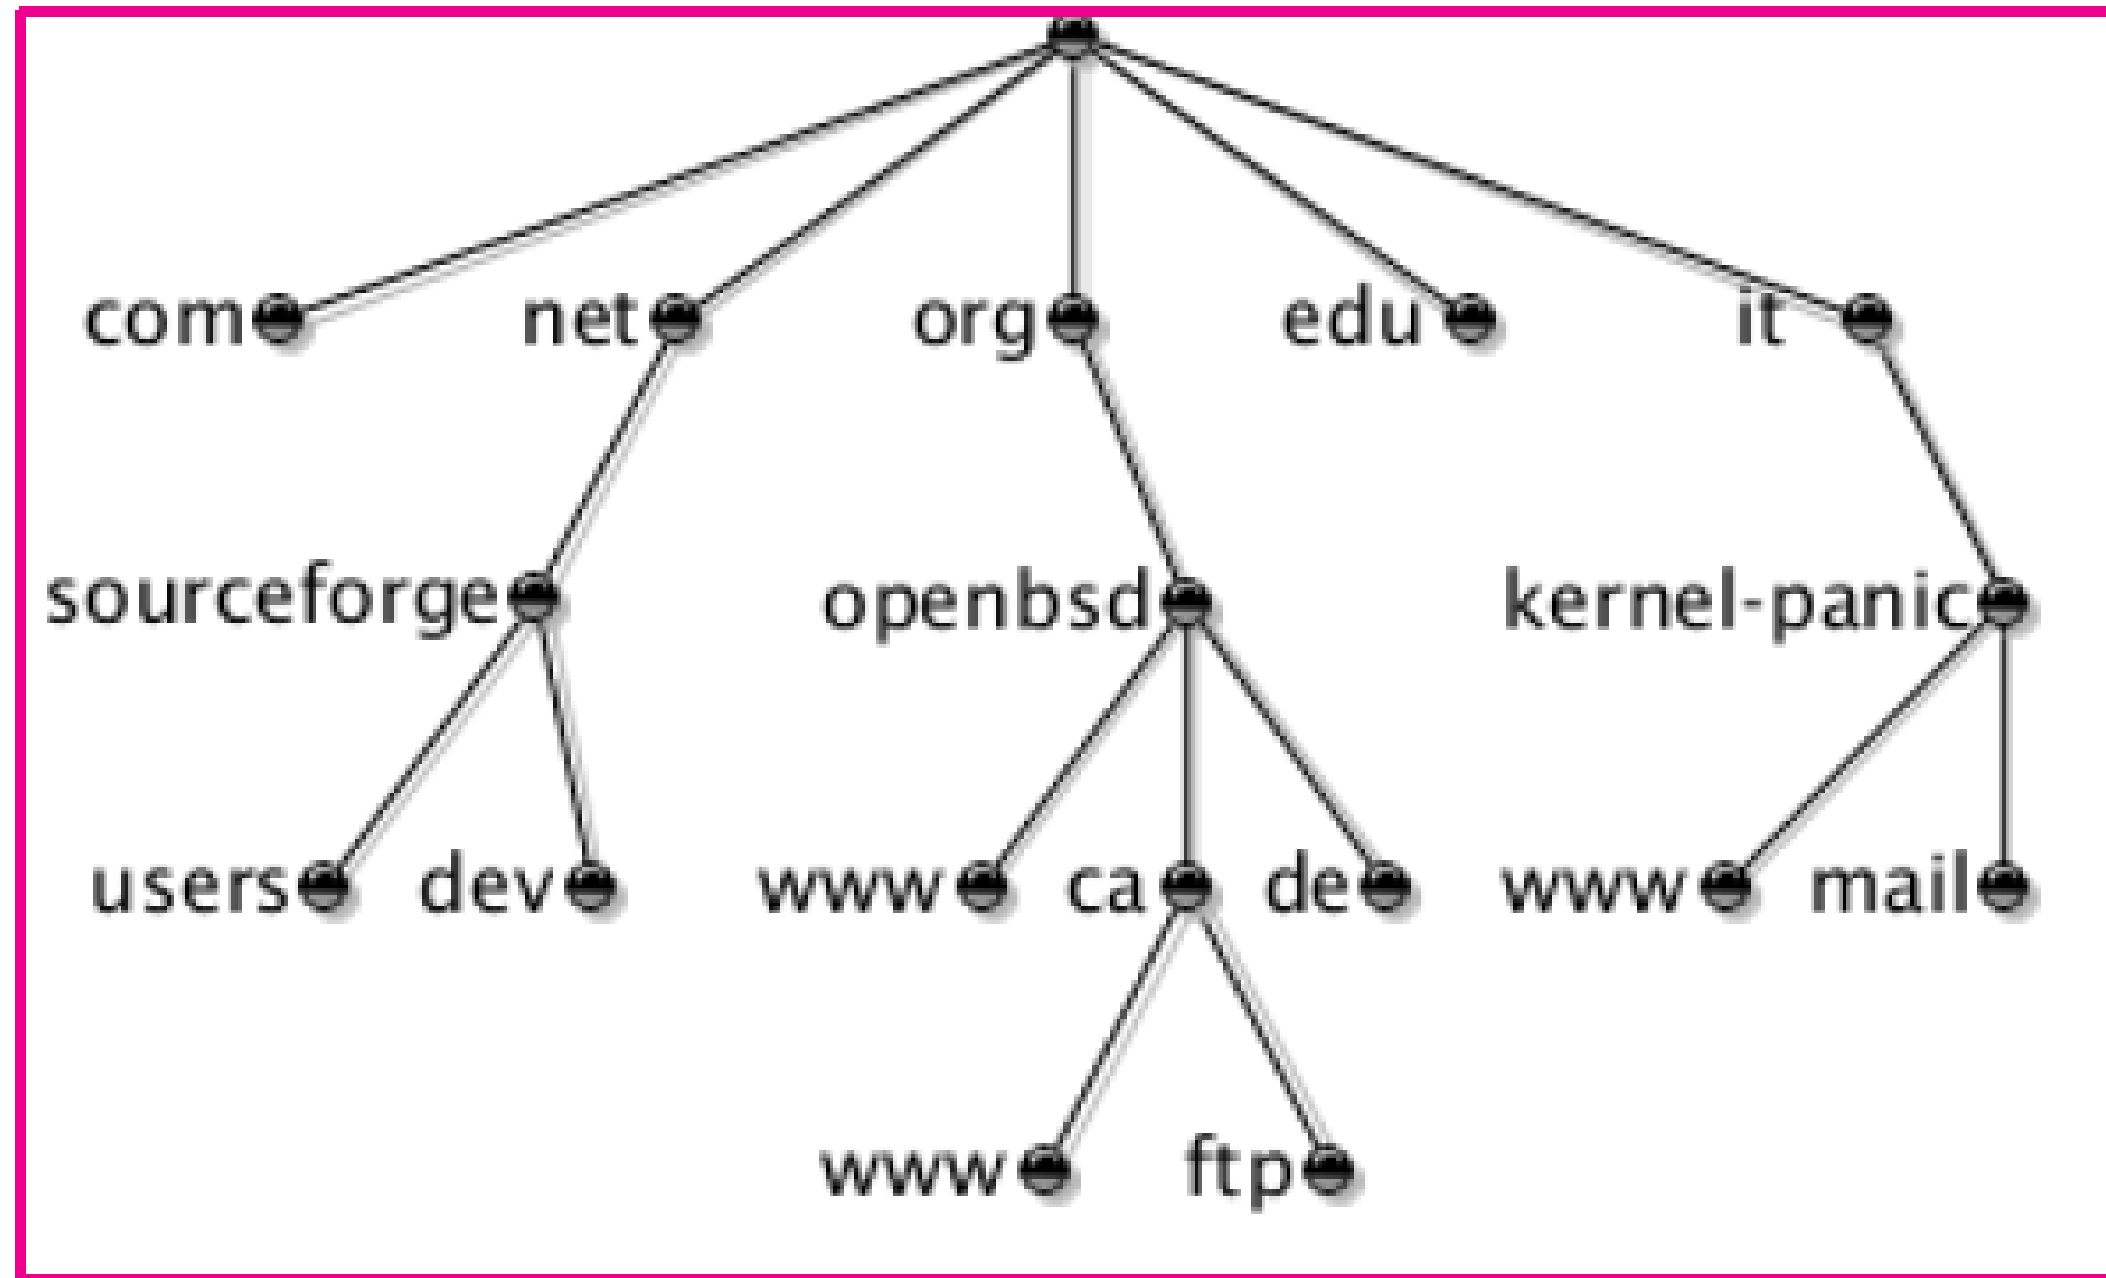 com net org edu it
sourceforge openbsd kernel-panic
users dev www ca de www mail
www ftp